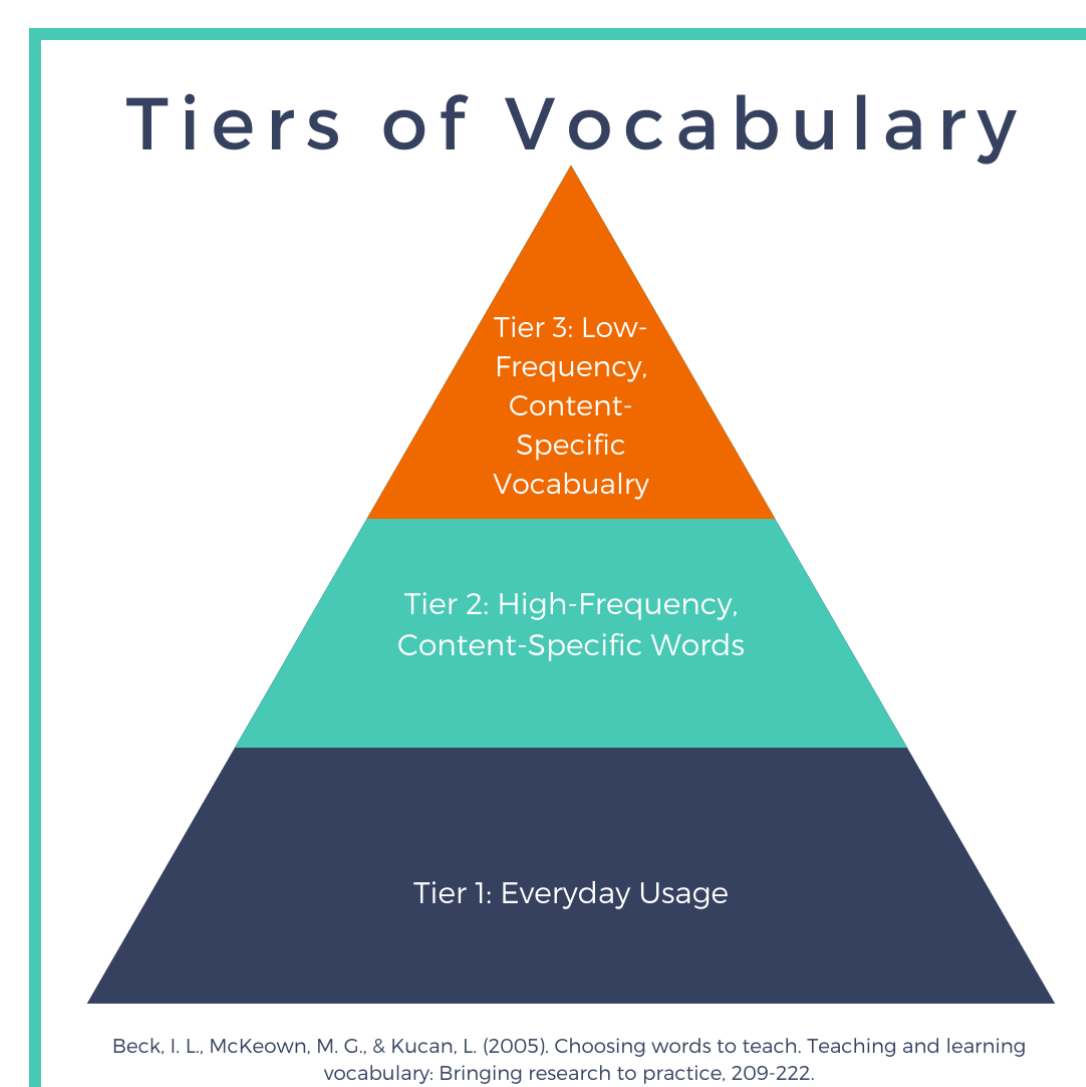 Tiers of Vocabulary
Tier 3: Low-
Frequency,
Content-
Specific
Vocabualry
Tier 2: High-Frequency,
Content-Specific Words
Tier 1: Everyday Usage
Beck, I. L., McKeown, M. G., & Kucan, L. (2005). Choosing words to teach. Teaching and learning
vocabulary: Bringing research to practice, 209-222.